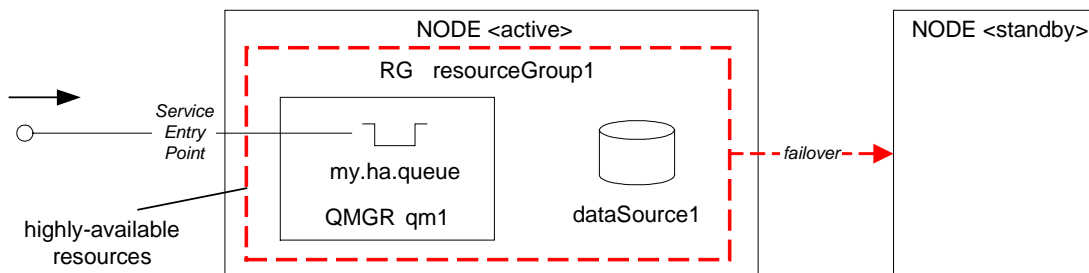 NODE <active>
NODE <standby>
RG resourceGroup1
Service
Entry
Point
my.ha.queue
QMGR qm1
dataSource1
failover
highly-available
resources